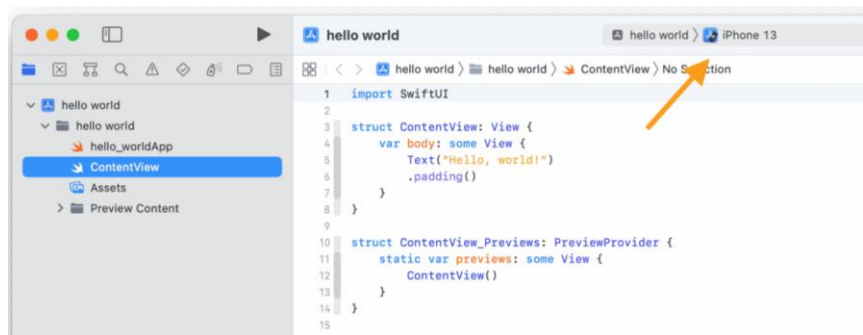 hello world
hello world 〉 iPhone 13
hello world 〉 hello world 〉 ContentView 〉 No
hello world
hello world
hello_worldApp
ContentView
Assets
Preview Content
1 import SwiftUI
2
3 struct ContentView: View {
4 var body: some View {
5 Text("Hello, world!")
6 .padding()
7 }
8 }
9
10 struct ContentView_Previews: PreviewProvider {
11 static var previews: some View {
12 ContentView()
13 }
14 }
15